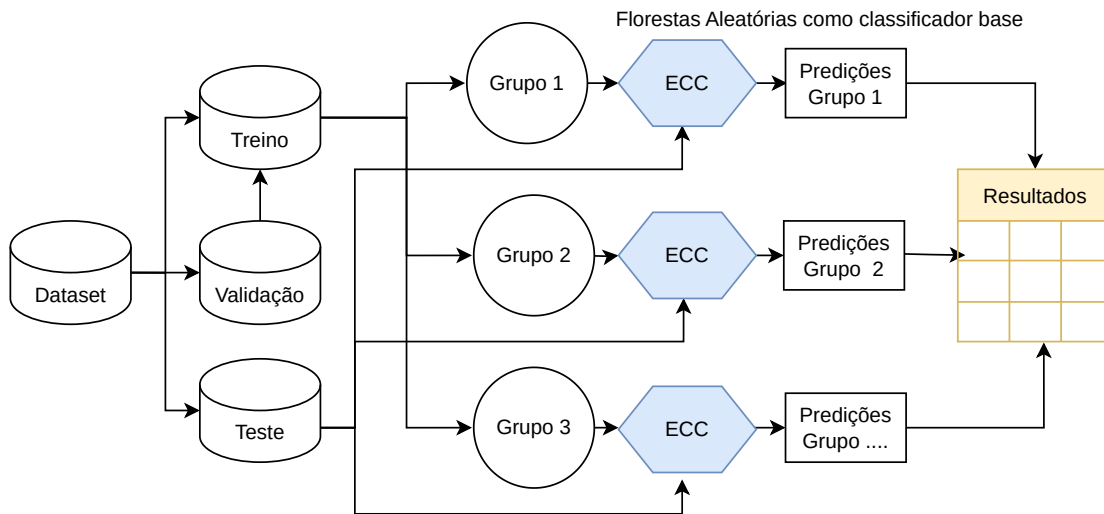 Florestas Aleatórias como classificador base
Grupo 1
ECC
Predições
Grupo 1
Treino
Resultados
Dataset
Validação
Grupo 2
ECC
Predições
Grupo  2
Teste
Grupo 3
ECC
Predições
Grupo ....